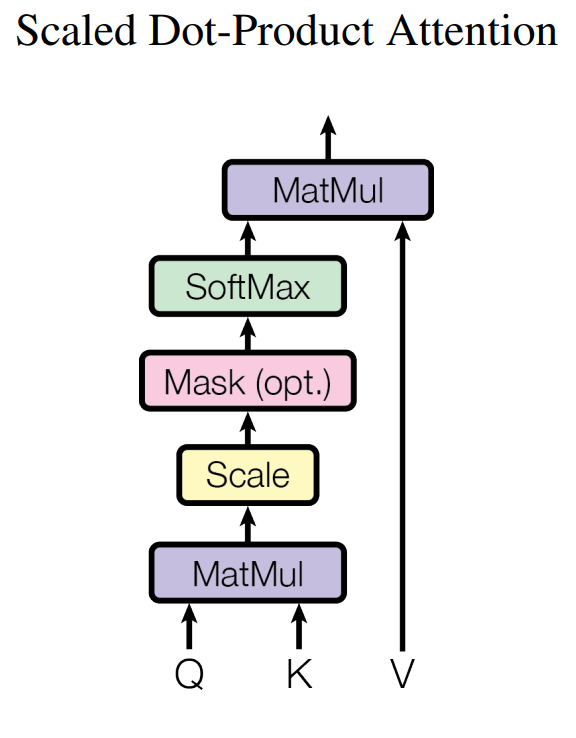 Scaled Dot-Product Attention
MatMul
SoftMax
Mask (opt.)
Scale
MatMul
Q K V